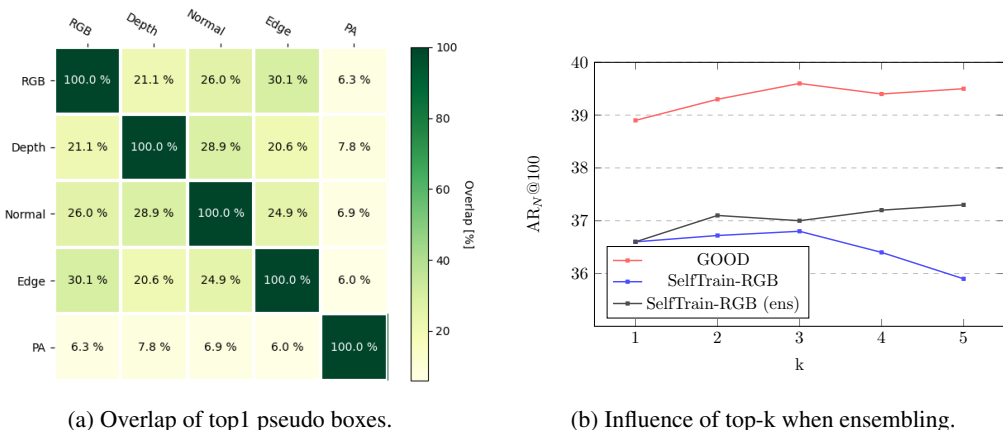 RGB Depth Normal Edge PA
RGB 100.0 % 21.1 % 26.0 % 30.1 % 6.3 %
Depth 21.1 % 100.0 % 28.9 % 20.6 % 7.8 %
Normal 26.0 % 28.9 % 100.0 % 24.9 % 6.9 %
Edge 30.1 % 20.6 % 24.9 % 100.0 % 6.0 %
PA 6.3 % 7.8 % 6.9 % 6.0 % 100.0 %
100
80
60
40
20
Overlap [%]
(a) Overlap of top1 pseudo boxes.
40
39
38
37
36
AR_N@100
GOOD
SelfTrain-RGB
SelfTrain-RGB (ens)
1 2 3 4 5
k
(b) Influence of top-k when ensembling.